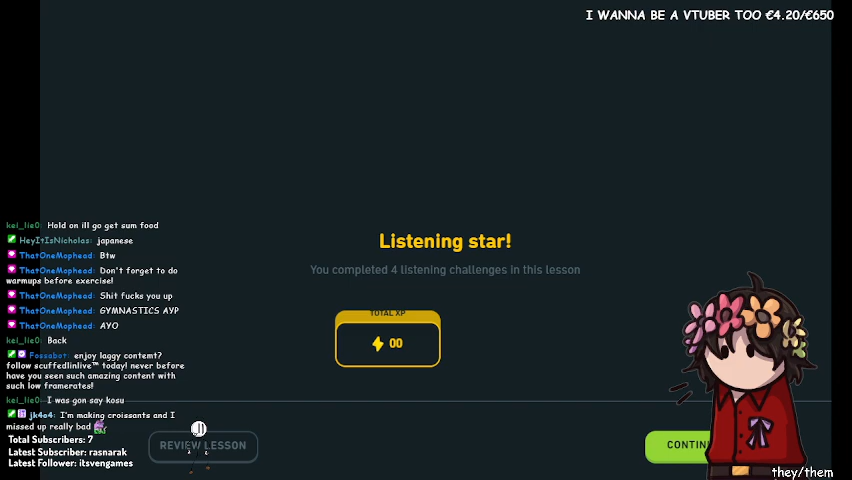 I WANNA BE A VTUBER TOO €4.20/€650
Listening star!
You completed 4 listening challenges in this lesson
TOTAL XP
00
kei_lie0: Hold on ill go get sum food
HeyItIsNicholas: japanese
ThatOneMophead: Btw
ThatOneMophead: Don't forget to do
warmups before exercise!
ThatOneMophead: Shit fucks you up
ThatOneMophead: GYMNASTICS AYP
ThatOneMophead: AYO
kei_lie0: Back
Fossabot: enjoy laggy content?
follow scuffedlinlive™ today! never before
have you seen such amazing content with
such low framerates!
kei_lie0: I was gon say kosu
jk4o4: I'm making croissants and I
missed up really bad
Total Subscribers: 7
Latest Subscriber: rasnarak
Latest Follower: itsvengames
REVIEW LESSON
CONTIN
they/them